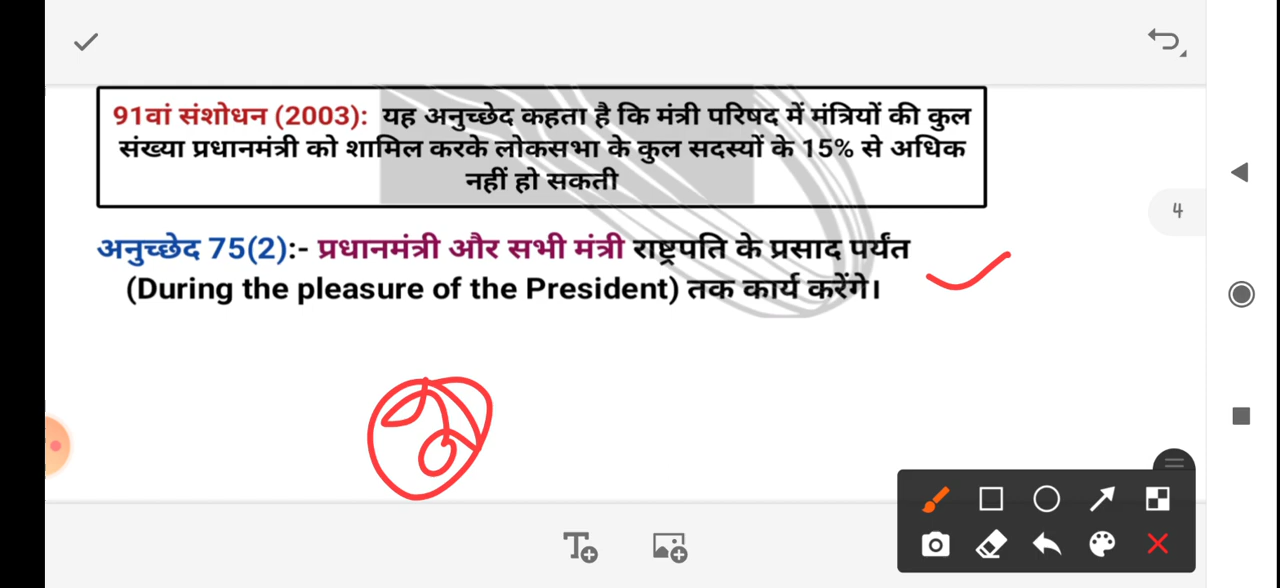 91वां संशोधन (2003): यह अनुच्छेद कहता है कि मंत्री परिषद में मंत्रियों की कुल
संख्या प्रधानमंत्री को शामिल करके लोकसभा के कुल सदस्यों के 15% से अधिक
नहीं हो सकती
4
अनुच्छेद 75(2):- प्रधानमंत्री और सभी मंत्री राष्ट्रपति के प्रसाद पर्यंत
(During the pleasure of the President) तक कार्य करेंगे।